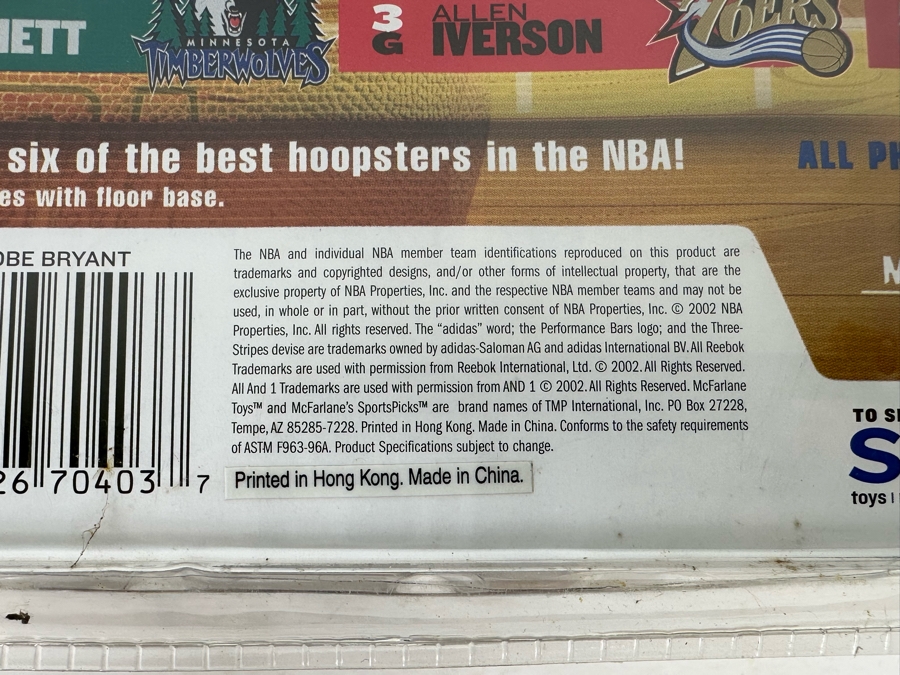 ETT
MINNESOTA
TIMBERWOLVES
3
G
ALLEN
IVERSON
76ERS
six of the best hoopsters in the NBA!
ALL PH
es with floor base.
OBE BRYANT
The NBA and individual NBA member team identifications reproduced on this product are
trademarks and copyrighted designs, and/or other forms of intellectual property, that are the
exclusive property of NBA Properties, Inc. and the respective NBA member teams and may not be
used, in whole or in part, without the prior written consent of NBA Properties, Inc. © 2002 NBA
Properties, Inc. All rights reserved. The “adidas” word; the Performance Bars logo; and the Three-
Stripes devise are trademarks owned by adidas-Saloman AG and adidas International BV. All Reebok
Trademarks are used with permission from Reebok International, Ltd. © 2002. All Rights Reserved.
All And 1 Trademarks are used with permission from AND 1 © 2002. All Rights Reserved. McFarlane
Toys™ and McFarlane's SportsPicks™ are brand names of TMP International, Inc. PO Box 27228,
Tempe, AZ 85285-7228. Printed in Hong Kong. Made in China. Conforms to the safety requirements
of ASTM F963-96A. Product Specifications subject to change.
26 70403 7
Printed in Hong Kong. Made in China.
TO S
S
toys